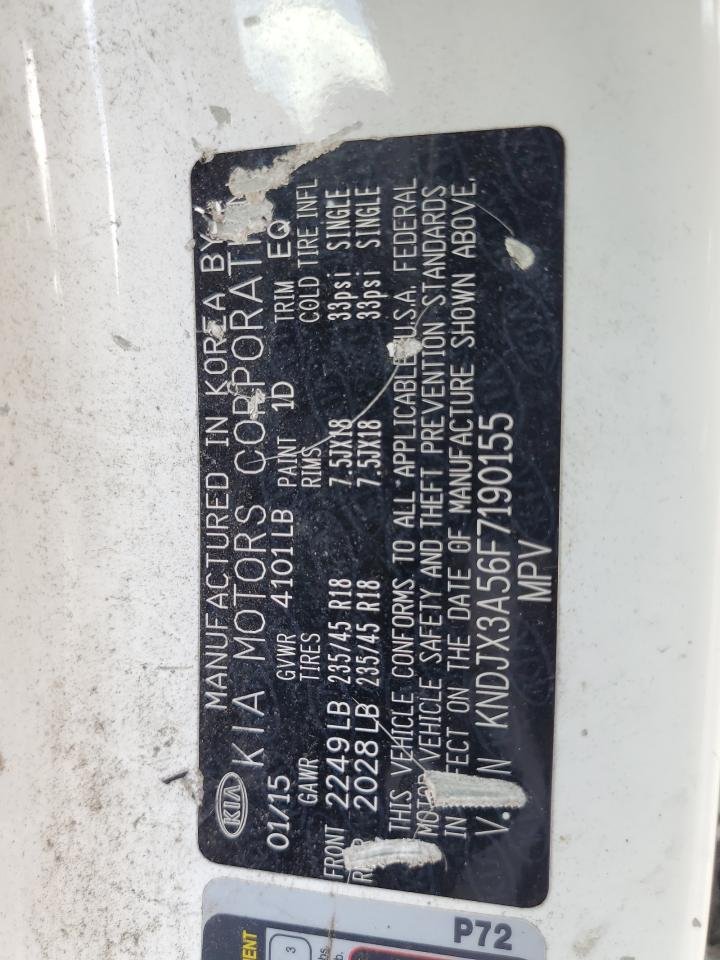 KIA
MANUFACTURED IN KOREA BY
KIA MOTORS
01/15 GVWR 4101LB PAINT 1D TRIM EQ
GAWR TIRES RIMS COLD TIRE INFL
FRONT 2249LB 235/45 R18 7.5JX18 33psi SINGLE
2028LB 235/45 R18 7.5JX18 33psi SINGLE
THIS VEHICLE CONFORMS TO ALL APPLICABLE U.S.A. FEDERAL
MOTOR VEHICLE SAFETY AND THEFT PREVENTION STANDARDS
IN ON THE DATE OF MANUFACTURE SHOWN ABOVE.
KNDJX3A56F7190155
MPV
P72
3